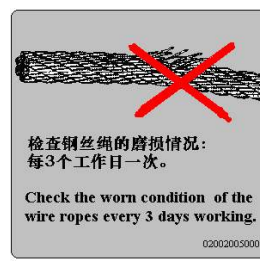 检查钢丝绳的磨损情况：
每3个工作日一次。
Check the worn condition of the
wire ropes every 3 days working.
02002005000